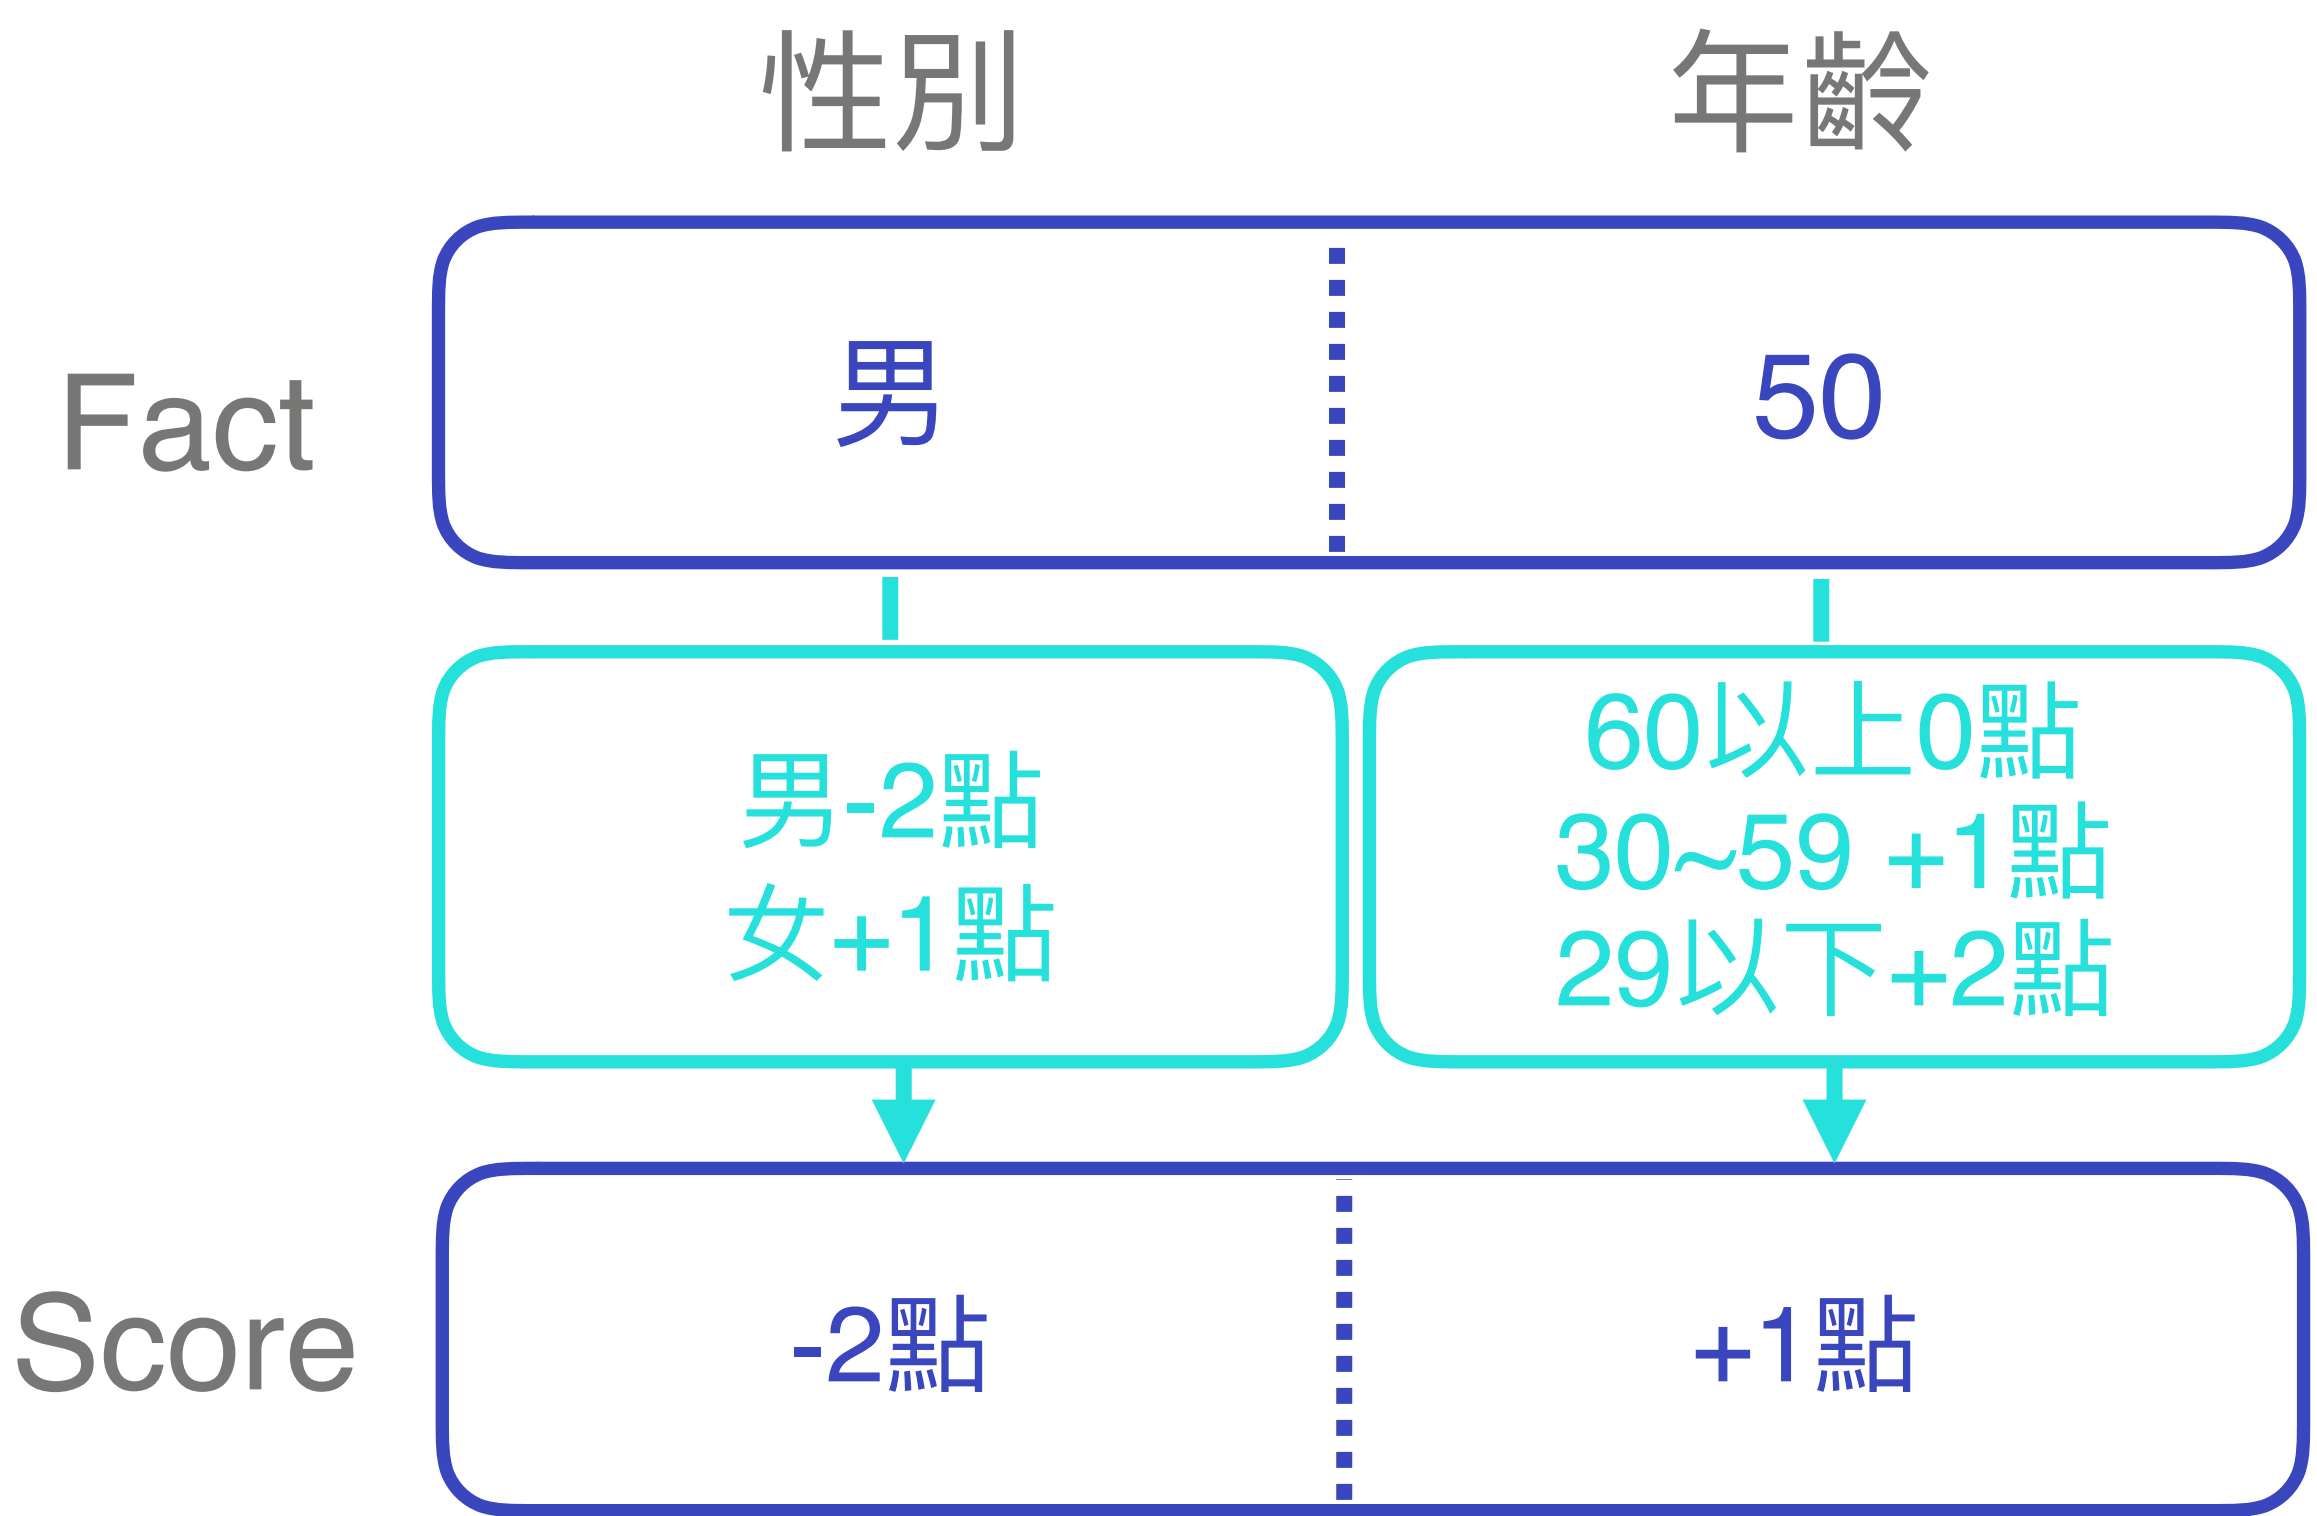 性別 年齡
Fact 男 50
男-2點
女+1點
60以上0點
30~59 +1點
29以下+2點
Score -2點 +1點